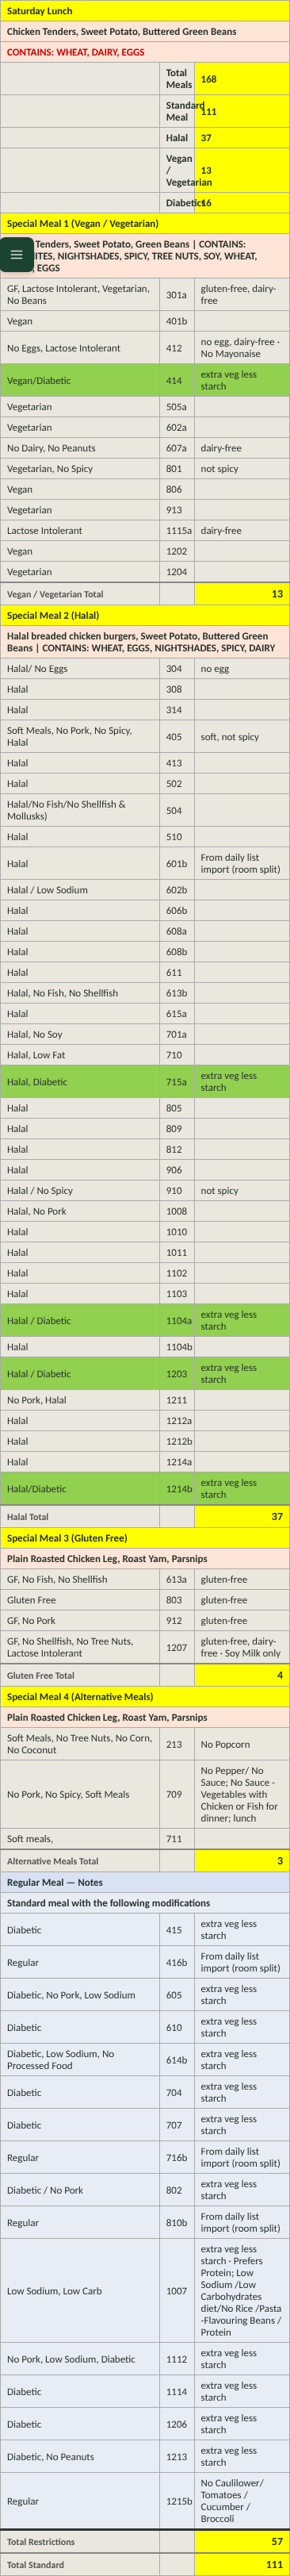 Saturday Lunch
Chicken Tenders, Sweet Potato, Buttered Green Beans
CONTAINS: WHEAT, DAIRY, EGGS
Total
Meals
168
Standard
Meal
111
Halal 37
Vegan
/
Vegetarian
13
Diabetics 16
Special Meal 1 (Vegan / Vegetarian)
Tenders, Sweet Potato, Green Beans | CONTAINS:
NIGHTSHADES, SPICY, TREE NUTS, SOY, WHEAT,
EGGS
GF, Lactose Intolerant, Vegetarian,
No Beans
301a
gluten-free, dairy-
free
Vegan 401b
No Eggs, Lactose Intolerant 412
no egg, dairy-free ·
No Mayonaise
Vegan/Diabetic 414
extra veg less
starch
Vegetarian 505a
Vegetarian 602a
No Dairy, No Peanuts 607a dairy-free
Vegetarian, No Spicy 801 not spicy
Vegan 806
Vegetarian 913
Lactose Intolerant 1115a dairy-free
Vegan 1202
Vegetarian 1204
Vegan / Vegetarian Total 13
Special Meal 2 (Halal)
Halal breaded chicken burgers, Sweet Potato, Buttered Green
Beans | CONTAINS: WHEAT, EGGS, NIGHTSHADES, SPICY, DAIRY
Halal/ No Eggs 304 no egg
Halal 308
Halal 314
Soft Meals, No Pork, No Spicy,
Halal
405 soft, not spicy
Halal 413
Halal 502
Halal/No Fish/No Shellfish &
Mollusks)
504
Halal 510
Halal 601b
From daily list
import (room split)
Halal / Low Sodium 602b
Halal 606b
Halal 608a
Halal 608b
Halal 611
Halal, No Fish, No Shellfish 613b
Halal 615a
Halal, No Soy 701a
Halal, Low Fat 710
Halal, Diabetic 715a
extra veg less
starch
Halal 805
Halal 809
Halal 812
Halal 906
Halal / No Spicy 910 not spicy
Halal, No Pork 1008
Halal 1010
Halal 1011
Halal 1102
Halal 1103
Halal / Diabetic 1104a
extra veg less
starch
Halal 1104b
Halal / Diabetic 1203
extra veg less
starch
No Pork, Halal 1211
Halal 1212a
Halal 1212b
Halal 1214a
Halal/Diabetic 1214b
extra veg less
starch
Halal Total 37
Special Meal 3 (Gluten Free)
Plain Roasted Chicken Leg, Roast Yam, Parsnips
GF, No Fish, No Shellfish 613a gluten-free
Gluten Free 803 gluten-free
GF, No Pork 912 gluten-free
GF, No Shellfish, No Tree Nuts,
Lactose Intolerant
1207
gluten-free, dairy-
free · Soy Milk only
Gluten Free Total 4
Special Meal 4 (Alternative Meals)
Plain Roasted Chicken Leg, Roast Yam, Parsnips
Soft Meals, No Tree Nuts, No Corn,
No Coconut
213 No Popcorn
No Pork, No Spicy, Soft Meals 709
No Pepper/ No
Sauce; No Sauce -
Vegetables with
Chicken or Fish for
dinner; lunch
Soft meals, 711
Alternative Meals Total 3
Regular Meal — Notes
Standard meal with the following modifications
Diabetic 415
extra veg less
starch
Regular 416b
From daily list
import (room split)
Diabetic, No Pork, Low Sodium 605
extra veg less
starch
Diabetic 610
extra veg less
starch
Diabetic, Low Sodium, No
Processed Food
614b
extra veg less
starch
Diabetic 704
extra veg less
starch
Diabetic 707
extra veg less
starch
Regular 716b
From daily list
import (room split)
Diabetic / No Pork 802
extra veg less
starch
Regular 810b
From daily list
import (room split)
Low Sodium, Low Carb 1007
extra veg less
starch · Prefers
Protein; Low
Sodium /Low
Carbohydrates
diet/No Rice /Pasta
-Flavouring Beans /
Protein
No Pork, Low Sodium, Diabetic 1112
extra veg less
starch
Diabetic 1114
extra veg less
starch
Diabetic 1206
extra veg less
starch
Diabetic, No Peanuts 1213
extra veg less
starch
Regular 1215b
No Caulilower/
Tomatoes /
Cucumber /
Broccoli
Total Restrictions 57
Total Standard 111